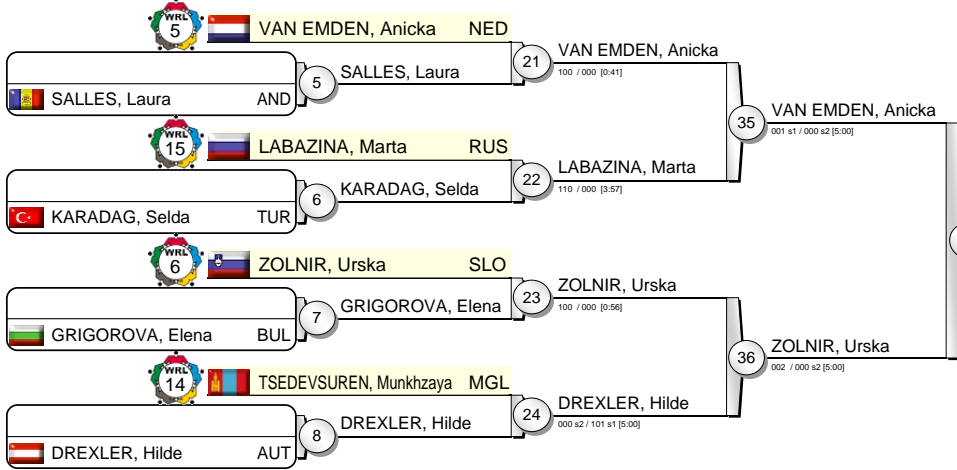 WRL
5
VAN EMDEN, Anicka NED
21
VAN EMDEN, Anicka
100 / 000 [0:41]
5
SALLES, Laura
SALLES, Laura AND
35
VAN EMDEN, Anicka
001 s1 / 000 s2 [5:00]
WRL
15
LABAZINA, Marta RUS
22
LABAZINA, Marta
110 / 000 [3:57]
6
KARADAG, Selda
KARADAG, Selda TUR
WRL
6
ZOLNIR, Urska SLO
23
ZOLNIR, Urska
100 / 000 [0:56]
7
GRIGOROVA, Elena
GRIGOROVA, Elena BUL
36
ZOLNIR, Urska
002 / 000 s2 [5:00]
WRL
14
TSEDEVSUREN, Munkhzaya MGL
24
DREXLER, Hilde
000 s2 / 101 s1 [5:00]
8
DREXLER, Hilde
DREXLER, Hilde AUT